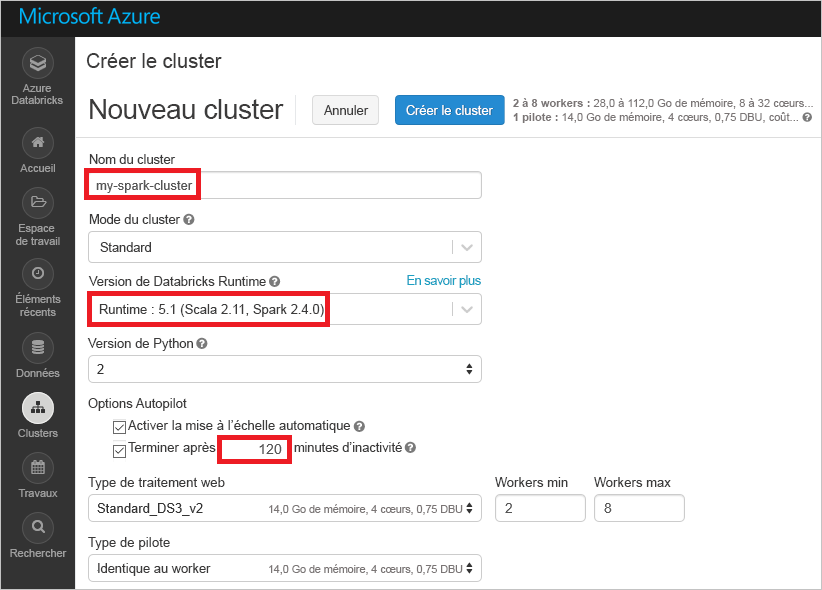 Microsoft Azure
Azure
Databricks
Accueil
Espace
de travail
Éléments
récents
Données
Clusters
Travaux
Rechercher
Créer le cluster
Nouveau cluster
Annuler
Créer le cluster
2 à 8 workers : 28,0 à 112,0 Go de mémoire, 8 à 32 cœurs...
1 pilote : 14,0 Go de mémoire, 4 cœurs, 0,75 DBU, coût... ?
Nom du cluster
my-spark-cluster
Mode du cluster ?
Standard
Version de Databricks Runtime ? En savoir plus
Runtime : 5.1 (Scala 2.11, Spark 2.4.0)
Version de Python ?
2
Options Autopilot
Activer la mise à l’échelle automatique ?
Terminer après 120 minutes d’inactivité ?
Type de traitement web Workers min Workers max
Standard_DS3_v2 14,0 Go de mémoire, 4 cœurs, 0,75 DBU 2 8
Type de pilote
Identique au worker 14,0 Go de mémoire, 4 cœurs, 0,75 DBU